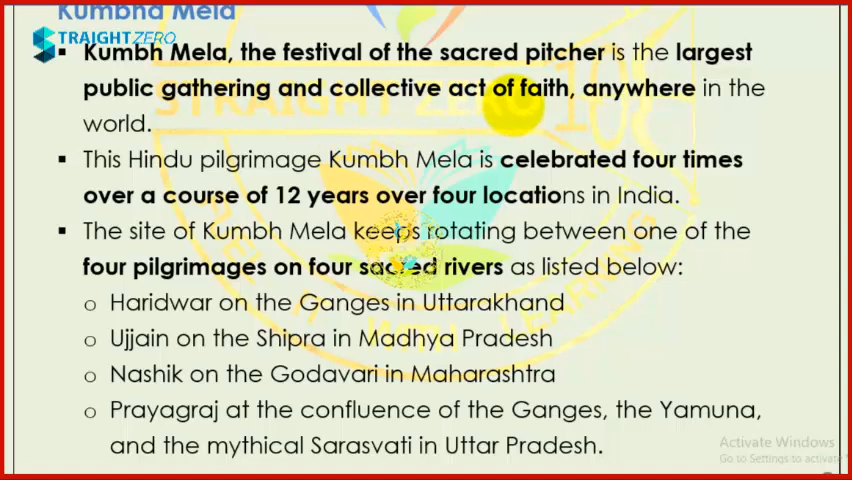 Kumbha Mela
STRAIGHT ZERO
▪ Kumbh Mela, the festival of the sacred pitcher is the largest
public gathering and collective act of faith, anywhere in the
world.
▪ This Hindu pilgrimage Kumbh Mela is celebrated four times
over a course of 12 years over four locations in India.
▪ The site of Kumbh Mela keeps rotating between one of the
four pilgrimages on four sacred rivers as listed below:
o Haridwar on the Ganges in Uttarakhand
o Ujjain on the Shipra in Madhya Pradesh
o Nashik on the Godavari in Maharashtra
o Prayagraj at the confluence of the Ganges, the Yamuna,
and the mythical Sarasvati in Uttar Pradesh.
STRAIGHT ZERO
WITH LEARNING
Activate Windows
Go to Settings to activate